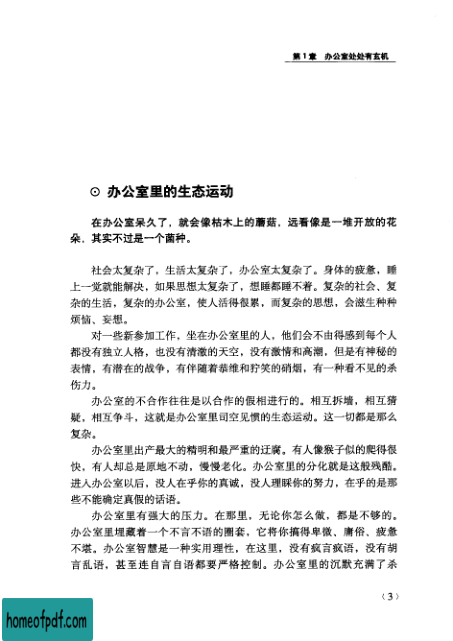 第1章 办公室处处有玄机
⊙ 办公室里的生态运动
在办公室呆久了，就会像枯木上的蘑菇，远看像是一堆开放的花
朵，其实不过是一个菌种。
社会太复杂了，生活太复杂了，办公室太复杂了。身体的疲惫，睡
上一觉就能解决，如果思想太复杂了，想睡都睡不着。复杂的社会、复
杂的生活，复杂的办公室，使人活得很累，而复杂的思想，会滋生种种
烦恼、妄想。
对一些新参加工作，坐在办公室里的人，他们会不由得感到每个人
都没有独立人格，也没有清澈的天空，没有激情和高潮，但是有神秘的
表情，有潜在的战争，有伴随着恭维和狞笑的硝烟，有一种看不见的杀
伤力。
办公室的不合作往往是以合作的假相进行的。相互拆墙，相互猜
疑，相互争斗，这就是办公室里司空见惯的生态运动。这一切都是那么
复杂。
办公室里出产最大的精明和最严重的迂腐。有人像猴子似的爬得很
快，有人却总是原地不动，慢慢老化。办公室里的分化就是这般残酷。
进入办公室以后，没人在乎你的真诚，没人理睬你的努力，在乎的是那
些不能确定真假的话语。
办公室里有强大的压力。在那里，无论你怎么做，都是不够的。
办公室里埋藏着一个不言不语的圈套，它将你搞得卑微、庸俗、疲惫
不堪。办公室智慧是一种实用理性，在这里，没有疯言疯语，没有胡
言乱语，甚至连自言自语都要严格控制。办公室里的沉默充满了杀
（3）
homeofpdf.com